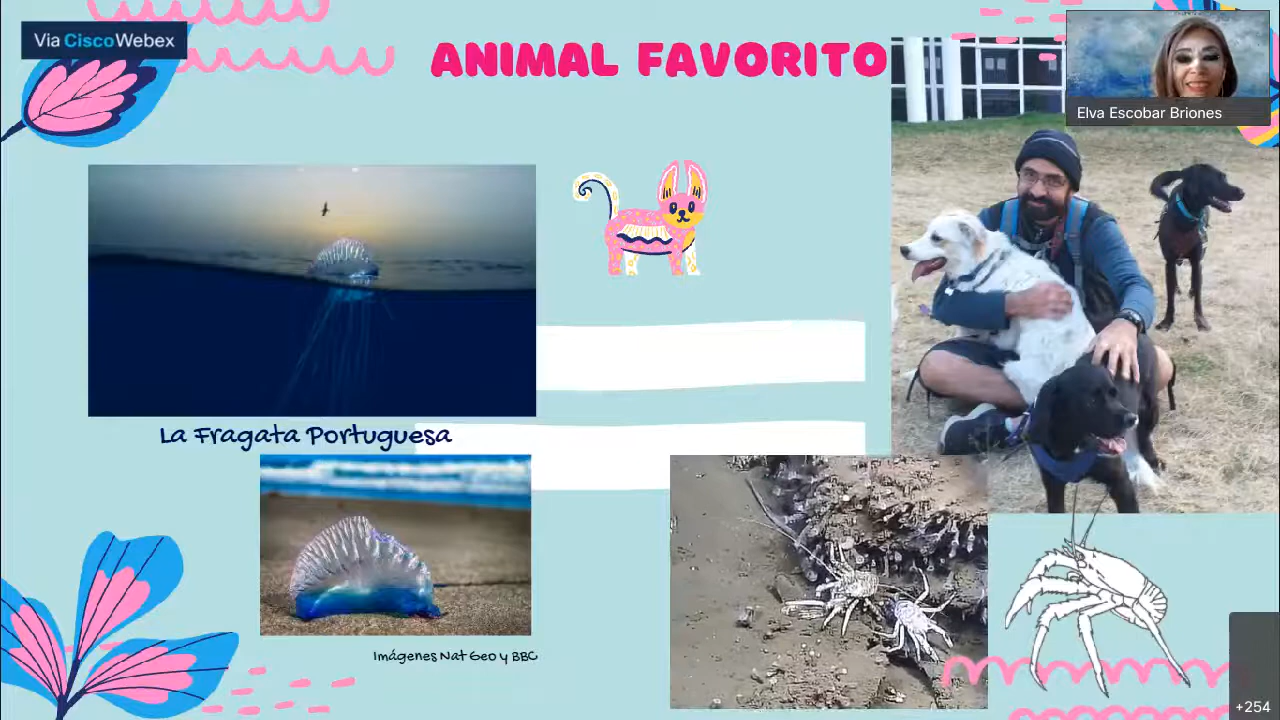 Via CiscoWebex
ANIMAL FAVORITO
Elva Escobar Briones
La Fragata Portuguesa
Imágenes Nat Geo y BBC
+254